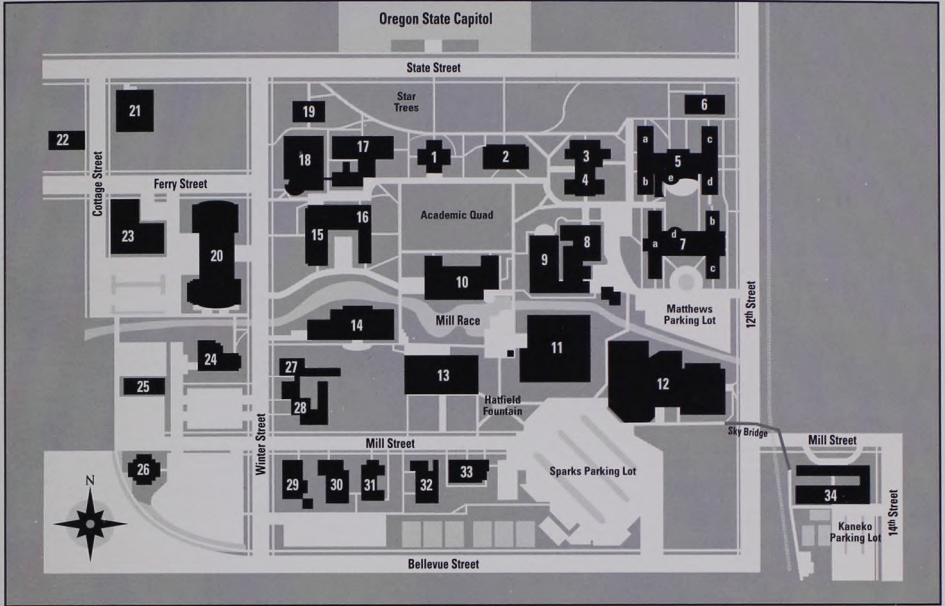 Oregon State Capitol
State Street
Star
Trees
21
22
19
6
17
18
1
2
3
4
a
c
5
e
b
d
Cottage Street
Ferry Street
Academic Quad
23
20
15
16
9
8
b
d
a
7
c
10
Matthews
Parking Lot
12th Street
Mill Race
14
11
24
27
13
12
25
28
Hatfield
Fountain
Winter Street
Mill Street
Sky Bridge
Mill Street
26
29
30
31
32
33
Sparks Parking Lot
34
N
14th Street
Kaneko
Parking Lot
Bellevue Street